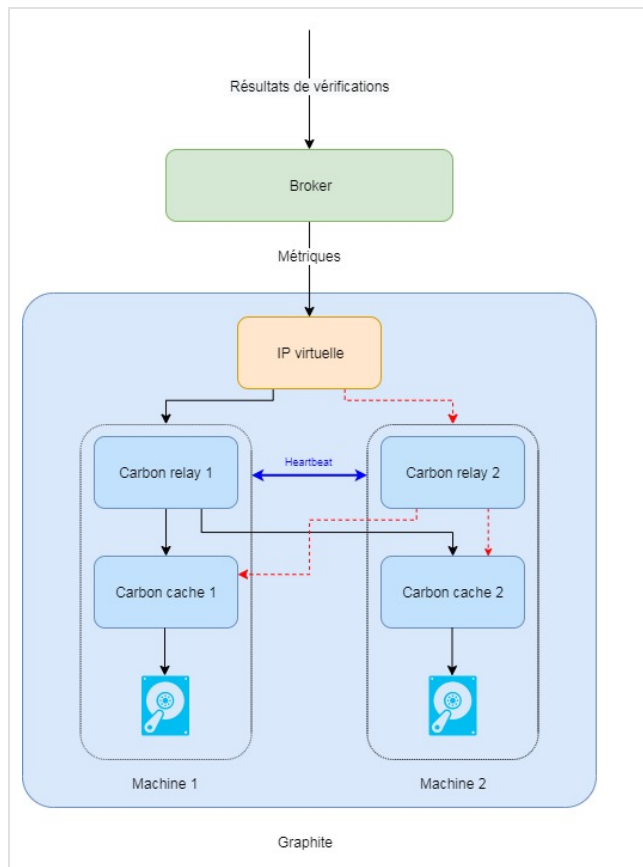 Résultats de vérifications
Broker
Métriques
IP virtuelle
Carbon relay 1
Heartbeat
Carbon relay 2
Carbon cache 1
Carbon cache 2
Machine 1
Machine 2
Graphite